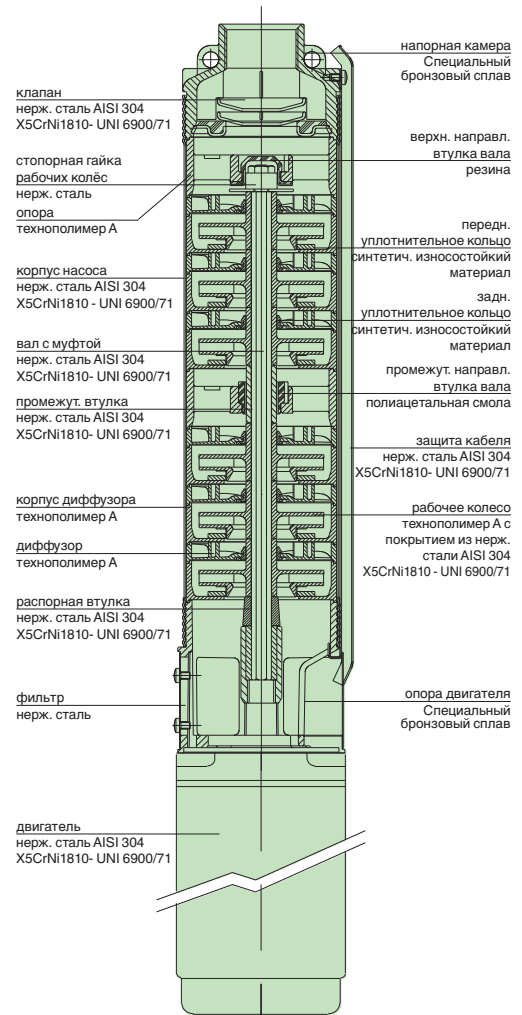 клапан
нерж. сталь AISI 304
X5CrNi1810- UNI 6900/71
стопорная гайка
рабочих колёс
нерж. сталь
опора
технополимер А
корпус насоса
нерж. сталь AISI 304
X5CrNi1810 - UNI 6900/71
вал с муфтой
нерж. сталь AISI 304
X5CrNi1810- UNI 6900/71
промежут. втулка
нерж. сталь AISI 304
X5CrNi1810- UNI 6900/71
корпус диффузора
технополимер А
диффузор
технополимер А
распорная втулка
нерж. сталь AISI 304
X5CrNi1810- UNI 6900/71
фильтр
нерж. сталь
двигатель
нерж. сталь AISI 304
X5CrNi1810- UNI 6900/71
напорная камера
Специальный
бронзовый сплав
верхн. направл.
втулка вала
резина
передн.
уплотнительное кольцо
синтетич. износостойкий
материал
задн.
уплотнительное кольцо
синтетич. износостойкий
материал
промежут. направл.
втулка вала
полиацетальная смола
защита кабеля
нерж. сталь AISI 304
X5CrNi1810- UNI 6900/71
рабочее колесо
технополимер А с
покрытием из нерж.
стали AISI 304
X5CrNi1810 - UNI 6900/71
опора двигателя
Специальный
бронзовый сплав